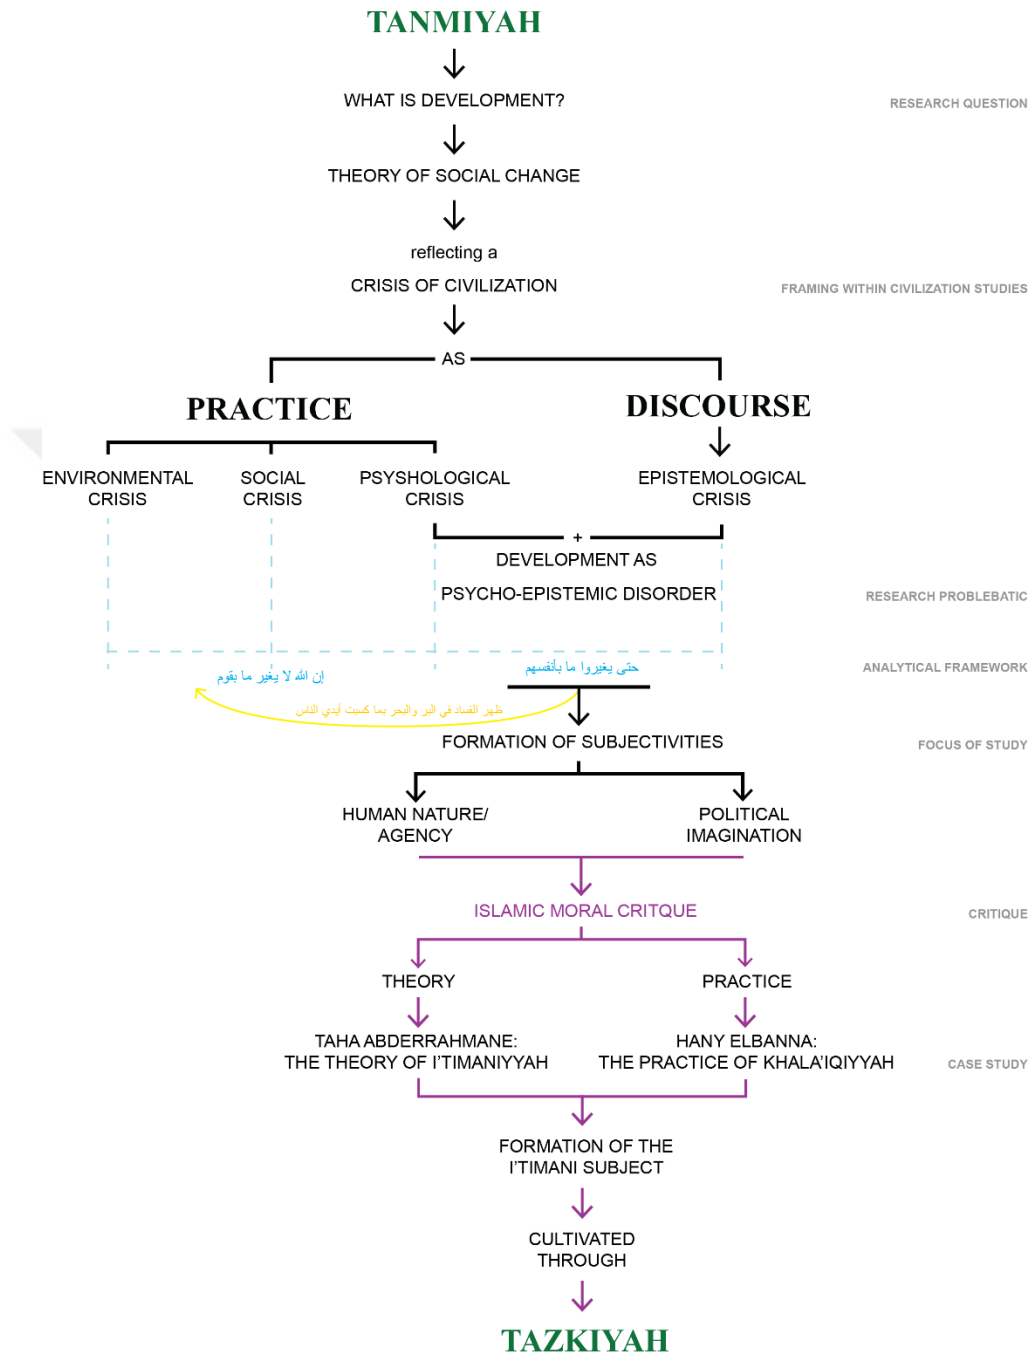 TANMIYAH
WHAT IS DEVELOPMENT?
RESEARCH QUESTION
THEORY OF SOCIAL CHANGE
reflecting a
CRISIS OF CIVILIZATION
FRAMING WITHIN CIVILIZATION STUDIES
AS
PRACTICE
DISCOURSE
ENVIRONMENTAL
CRISIS
SOCIAL
CRISIS
PSYSHOLOGICAL
CRISIS
EPISTEMOLOGICAL
CRISIS
+
DEVELOPMENT AS
PSYCHO-EPISTEMIC DISORDER
RESEARCH PROBLEBATIC
ANALYTICAL FRAMEWORK
إن الله لا يغير ما بقوم
حتى يغيروا ما بأنفسهم
ظهر الفساد في البر والبحر بما كسبت أيدي الناس
FORMATION OF SUBJECTIVITIES
FOCUS OF STUDY
HUMAN NATURE/
AGENCY
POLITICAL
IMAGINATION
ISLAMIC MORAL CRITQUE
CRITIQUE
THEORY
PRACTICE
TAHA ABDERRAHMANE:
THE THEORY OF I'TIMANIYYAH
HANY ELBANNA:
THE PRACTICE OF KHALA'IQIYYAH
CASE STUDY
FORMATION OF THE
I'TIMANI SUBJECT
CULTIVATED
THROUGH
TAZKIYAH